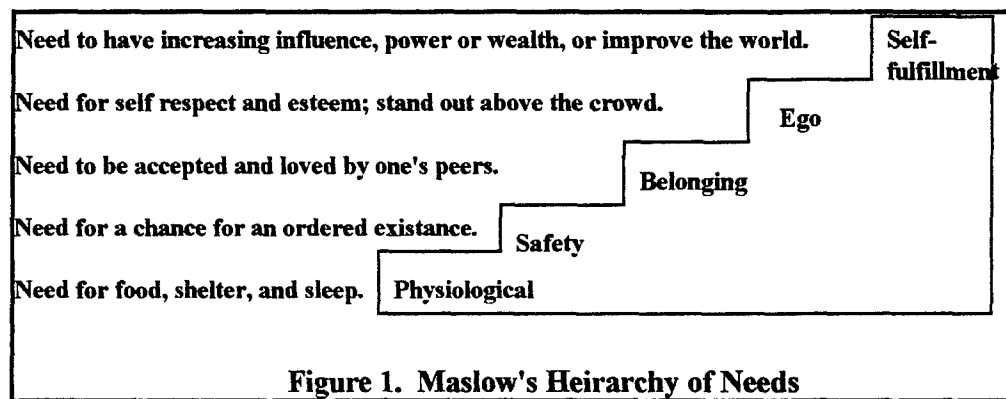 Need to have increasing influence, power or wealth, or improve the world. Self-
fulfillment
Need for self respect and esteem; stand out above the crowd.
Ego
Need to be accepted and loved by one's peers.
Belonging
Need for a chance for an ordered existance.
Safety
Need for food, shelter, and sleep. Physiological
Figure 1. Maslow's Heirarchy of Needs